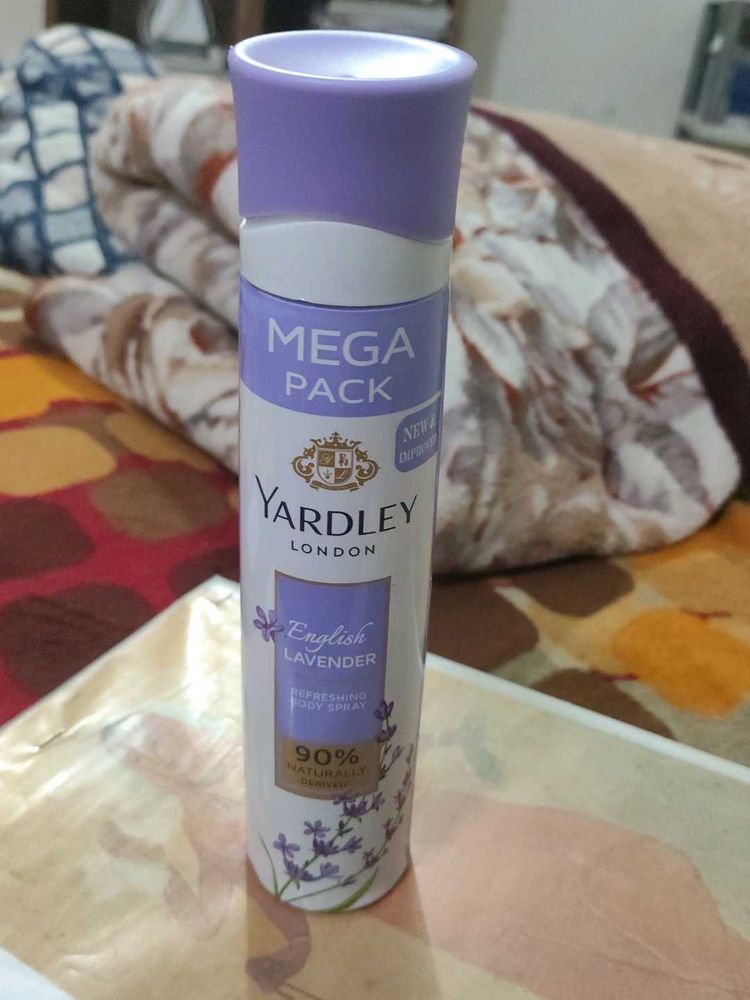 MEGA
PACK
NEW &
IMPROVED
YARDLEY
LONDON
English
LAVENDER
REFRESHING
BODY SPRAY
90%
NATURALLY
DERIVED*